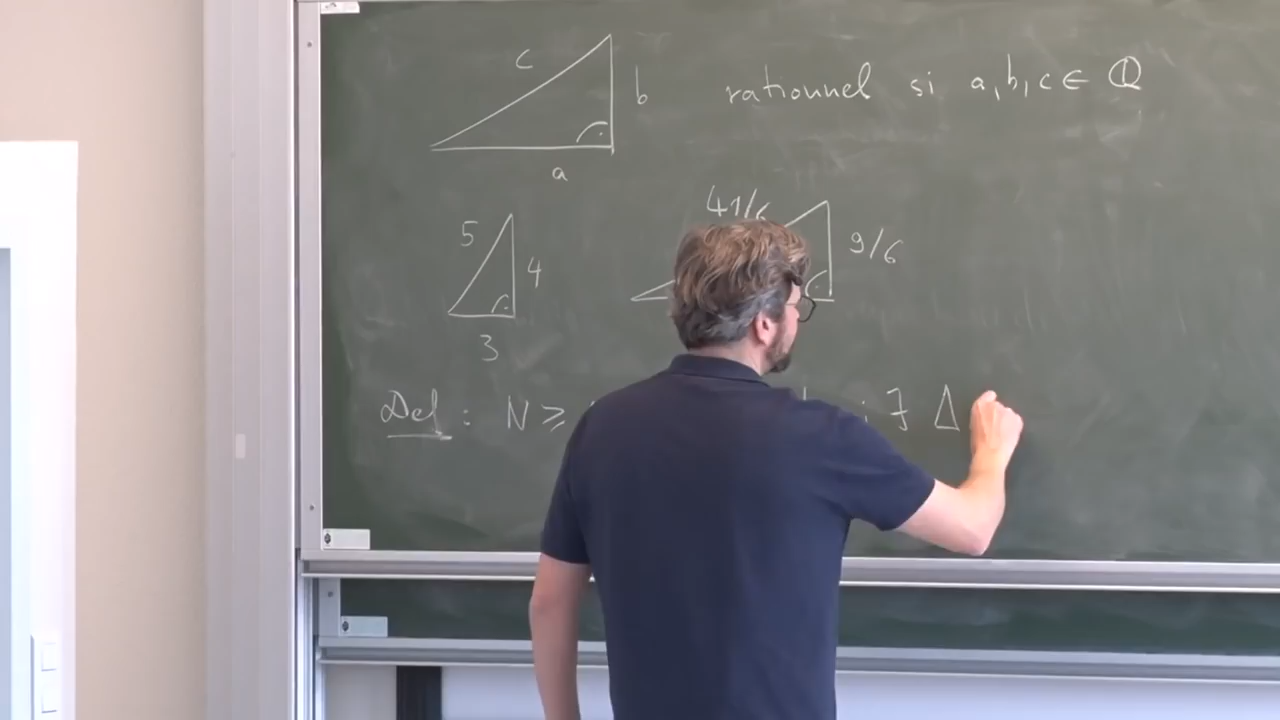 c
b
rationnel si a, b, c ∈ ℚ
a
41/6
5
4
9/6
3
Def : N ≥ : ∃ Δ